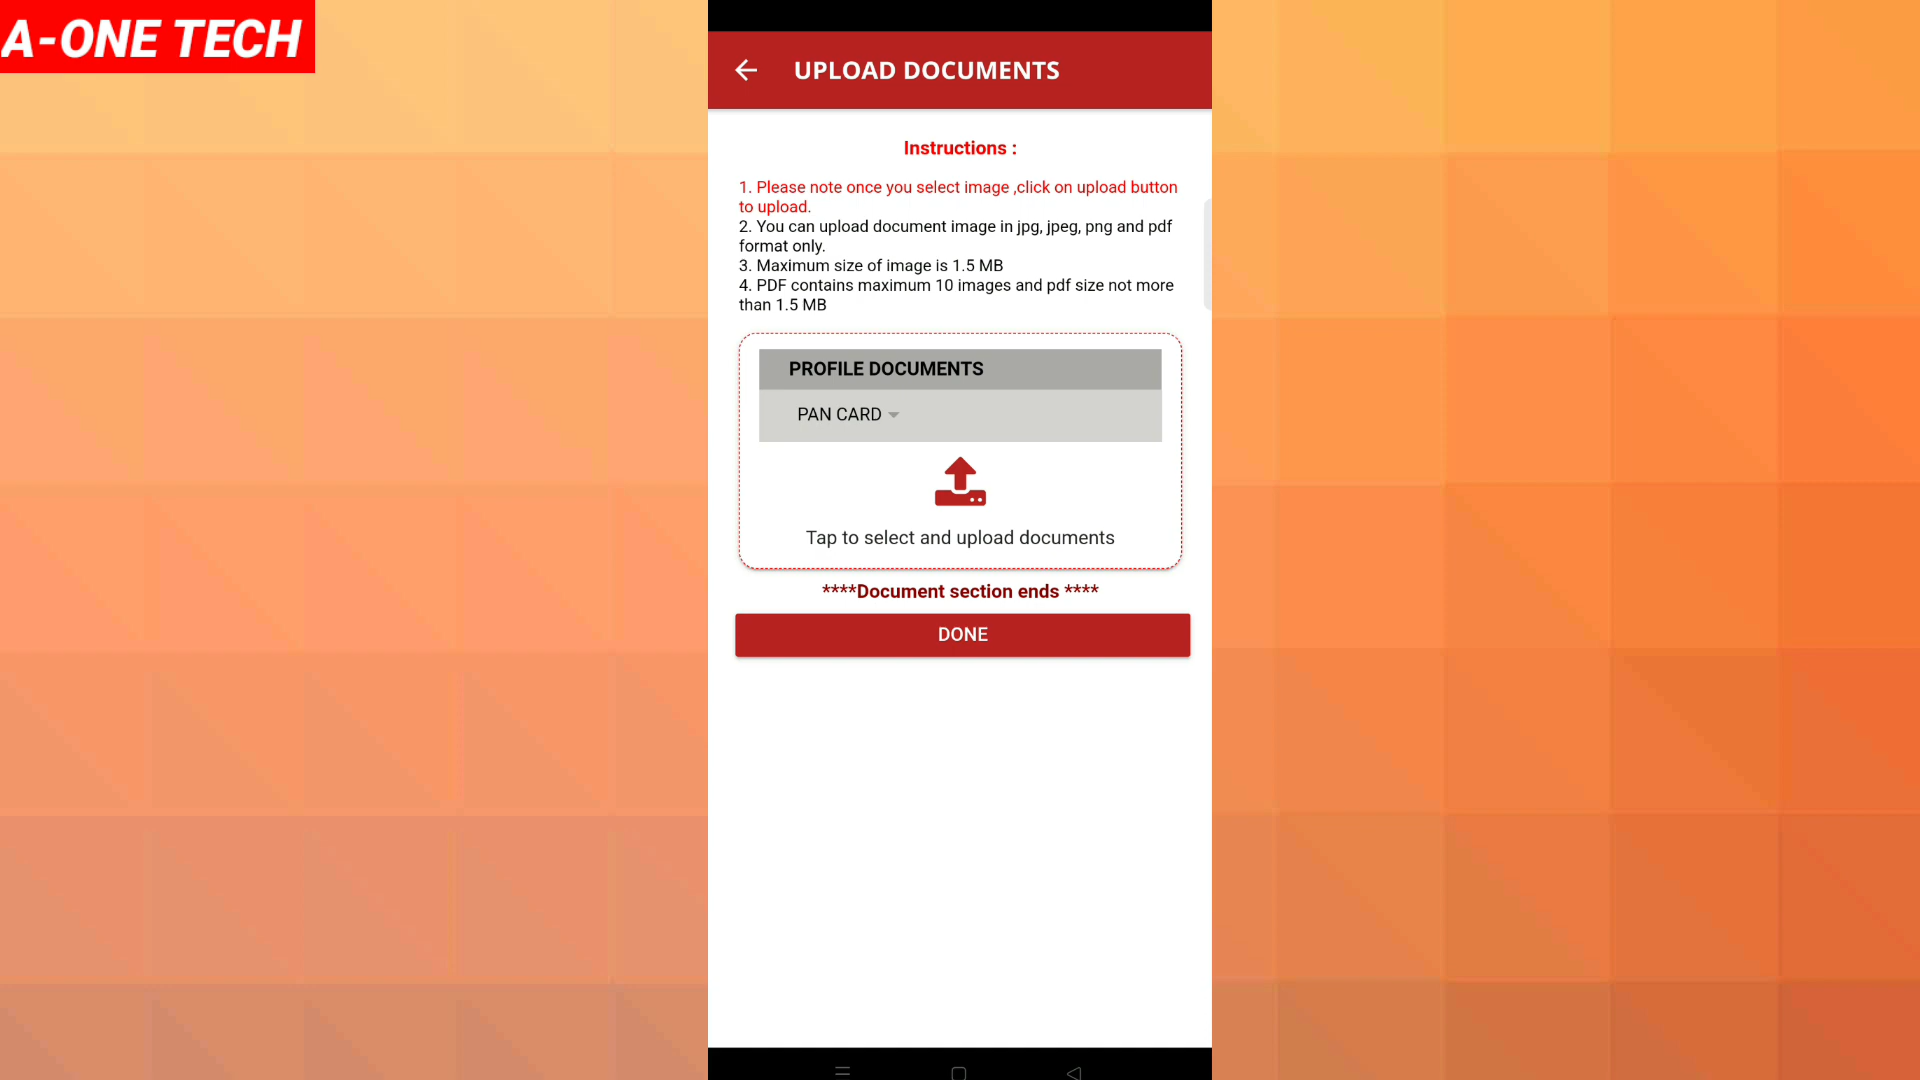 A-ONE TECH
UPLOAD DOCUMENTS
Instructions :
1. Please note once you select image ,click on upload button
to upload.
2. You can upload document image in jpg, jpeg, png and pdf
format only.
3. Maximum size of image is 1.5 MB
4. PDF contains maximum 10 images and pdf size not more
than 1.5 MB
PROFILE DOCUMENTS
PAN CARD
Tap to select and upload documents
****Document section ends ****
DONE